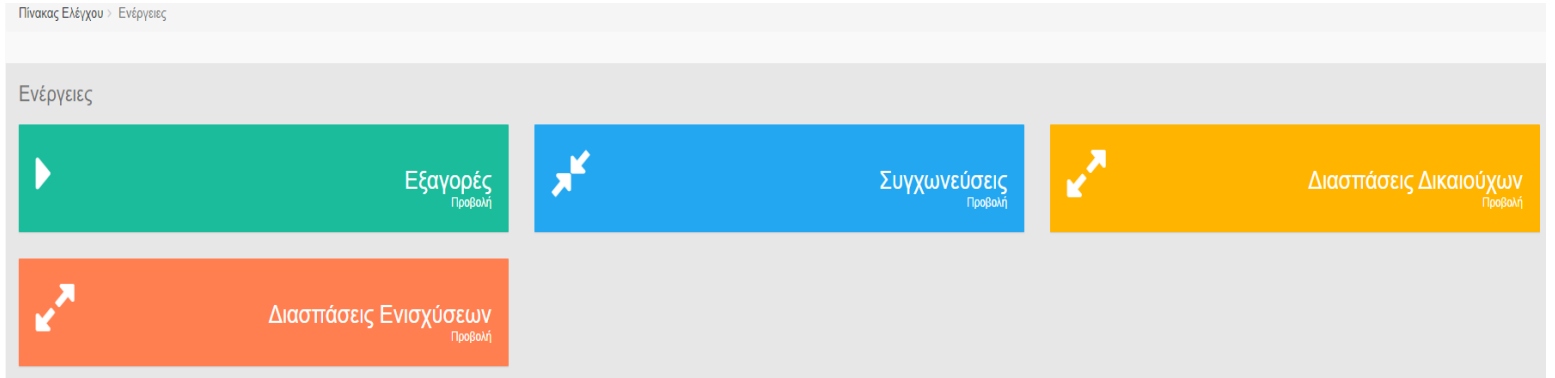 Πίνακας Ελέγχου > Ενέργειες
Ενέργειες
Εξαγορές
Προβολή
Συγχωνεύσεις
Προβολή
Διασπάσεις Δικαιούχων
Προβολή
Διασπάσεις Ενισχύσεων
Προβολή